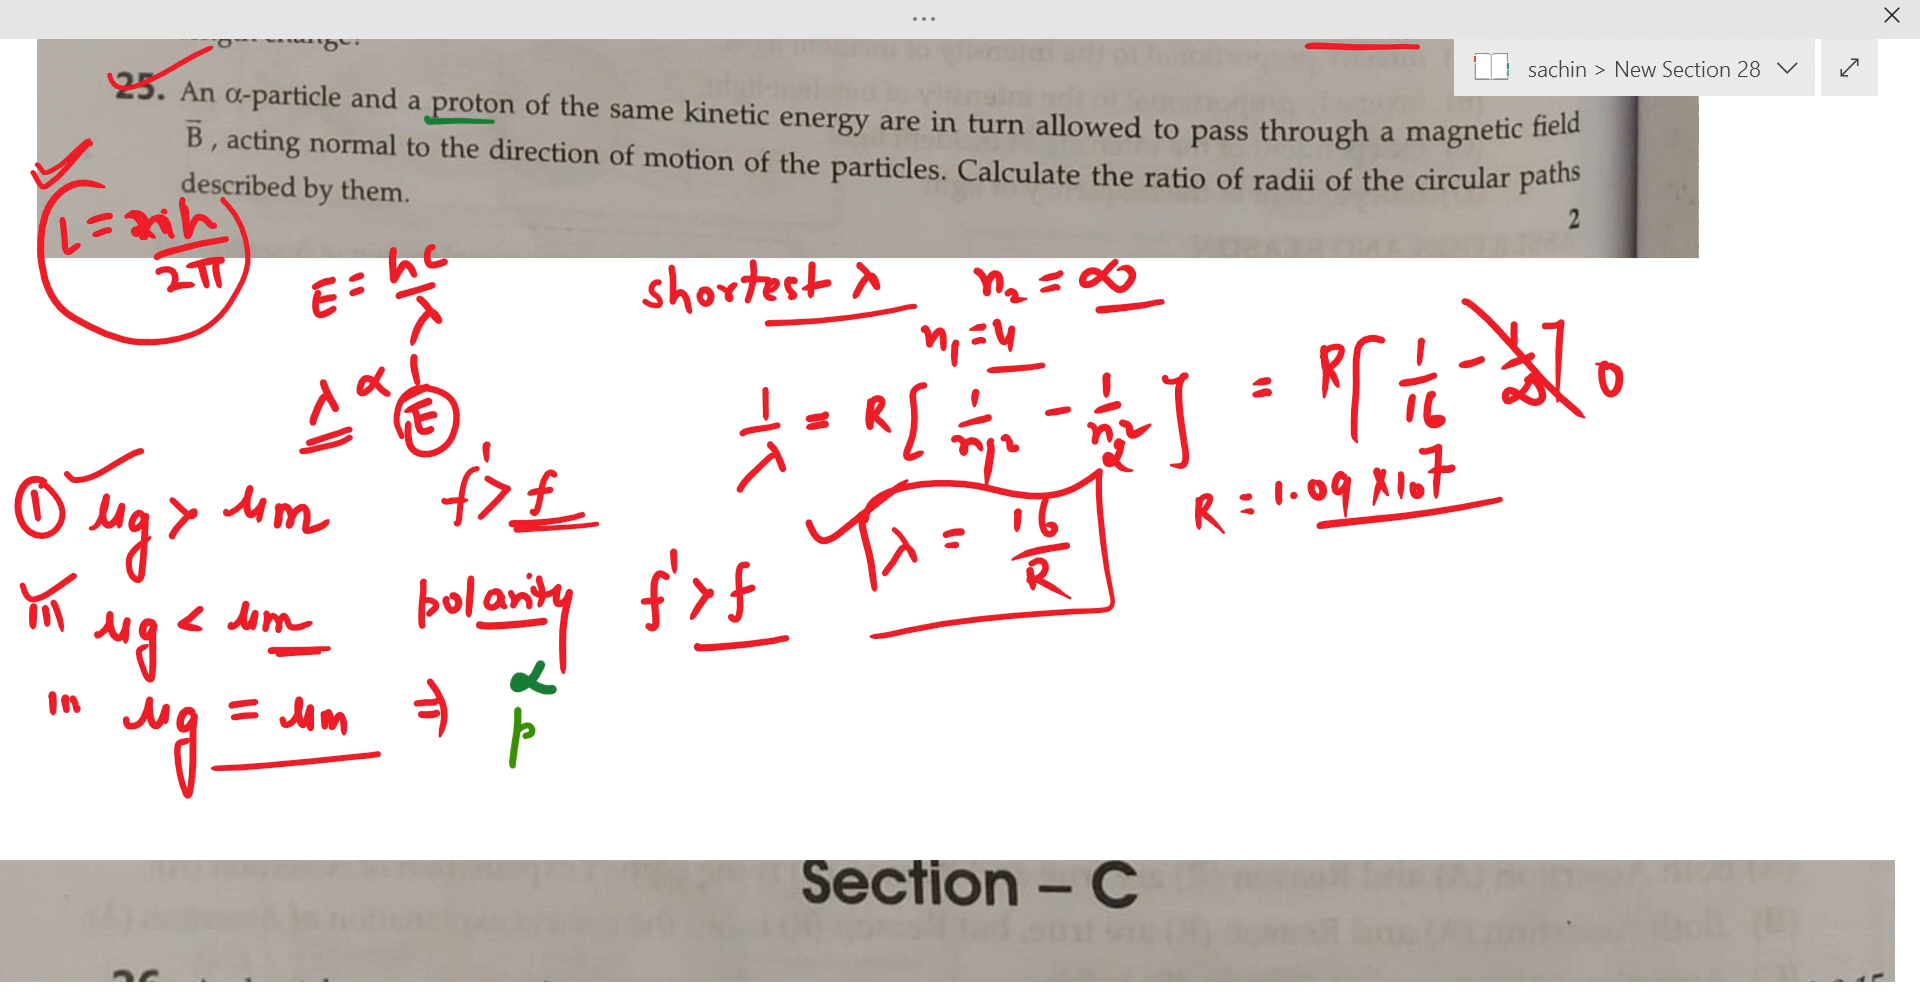 sachin > New Section 28
25. An α-particle and a proton of the same kinetic energy are in turn allowed to pass through a magnetic field
B̅, acting normal to the direction of motion of the particles. Calculate the ratio of radii of the circular paths
described by them.
2
L = nh/2π
E = hc/λ
λ α 1/E
shortest λ n₂ = ∞
n₁ = 4
1/λ = R[1/n₁² - 1/n₂²] = R[1/16 - 1/∞] 0
R = 1.09 × 10⁷
λ = 16/R
① μg > μm f' > f
μg < μm polarity f' > f
μg = μm ⇒
α
p
Section – C
26